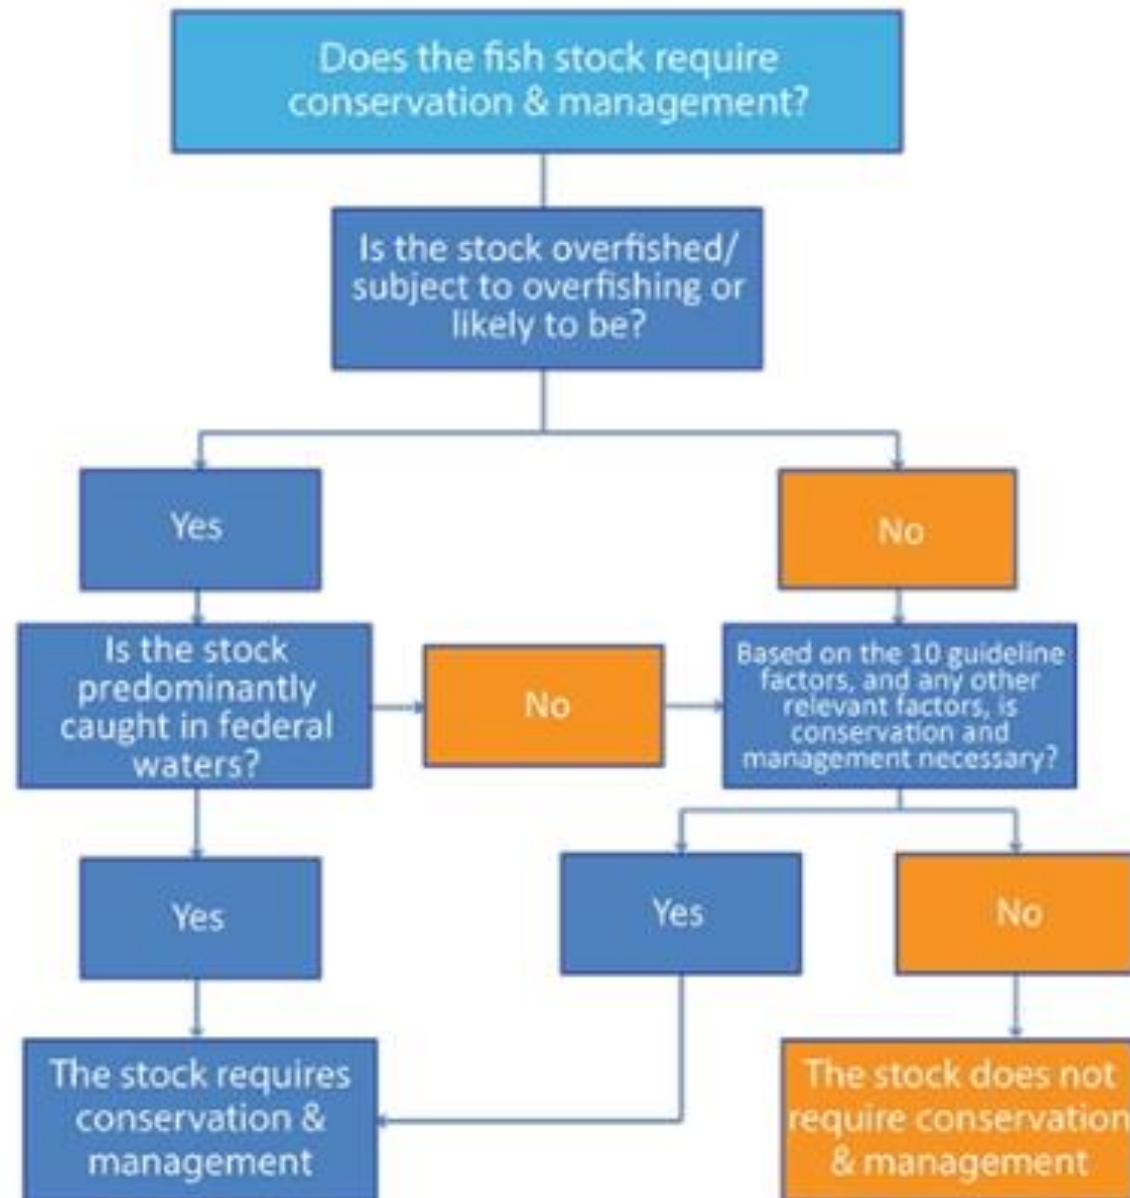 Does the fish stock require
conservation & management?
Is the stock overfished/
subject to overfishing or
likely to be?
Yes
No
Is the stock
predominantly
caught in federal
waters?
No
Based on the 10 guideline
factors, and any other
relevant factors, is
conservation and
management necessary?
Yes
Yes
No
The stock requires
conservation &
management
The stock does not
require conservation
& management